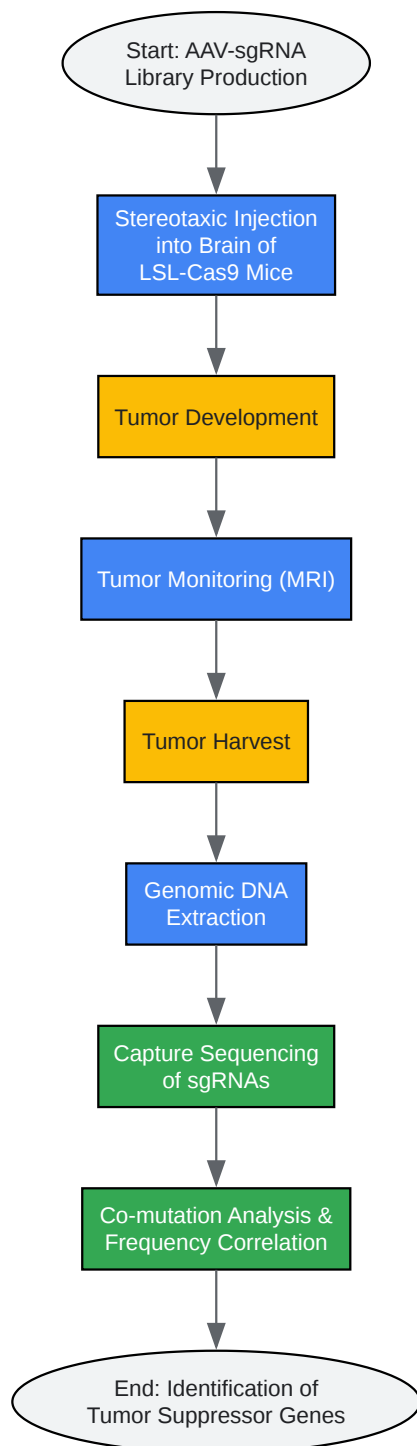 Start: AAV-sgRNA
Library Production
Stereotaxic Injection
into Brain of
LSL-Cas9 Mice
Tumor Development
Tumor Monitoring (MRI)
Tumor Harvest
Genomic DNA
Extraction
Capture Sequencing
of sgRNAs
Co-mutation Analysis &
Frequency Correlation
End: Identification of
Tumor Suppressor Genes